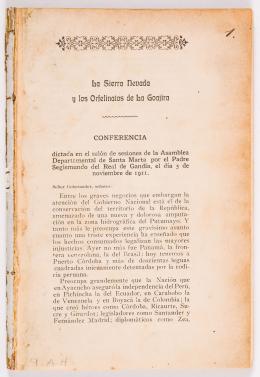 1.
La Sierra Nevada
y los Orfelinatos de La Goajira
CONFERENCIA
dictada en el salón de sesiones de la Asamblea
Departamental de Santa Marta por el Padre
Segismundo del Real de Gandía, el día 5 de
noviembre de 1911.
Señor Gobernador, señores:
Entre los graves negocios que embargan la
atención del Gobierno Nacional está el de la
conservación del territorio de la República,
amenazado de una nueva y dolorosa amputa-
ción en la zona hidrográfica del Putumayo. Y
tanto más le preocupa este gravísimo asunto
cuanto una triste experiencia ha enseñado que
los hechos consumados legalizan las mayores
injusticias. Ayer no más fue Panamá, la fron-
tera venezolana, la del Brasil; hoy tenemos a
Puerto Córdoba y más de doscientas leguas
cuadradas inicuamente detentadas por la codi-
cia peruana.
Preocupa grandemente que la Nación que
en Ayacucho aseguró la independencia del Perú,
en Pichincha la del Ecuador, en Carabobo la
de Venezuela y en Boyacá la de Colombia; la
que creó héroes como Córdoba, Ricaurte, Su-
cre y Girardot; legisladores como Santander y
Fernández Madrid; diplomáticos como Zea,